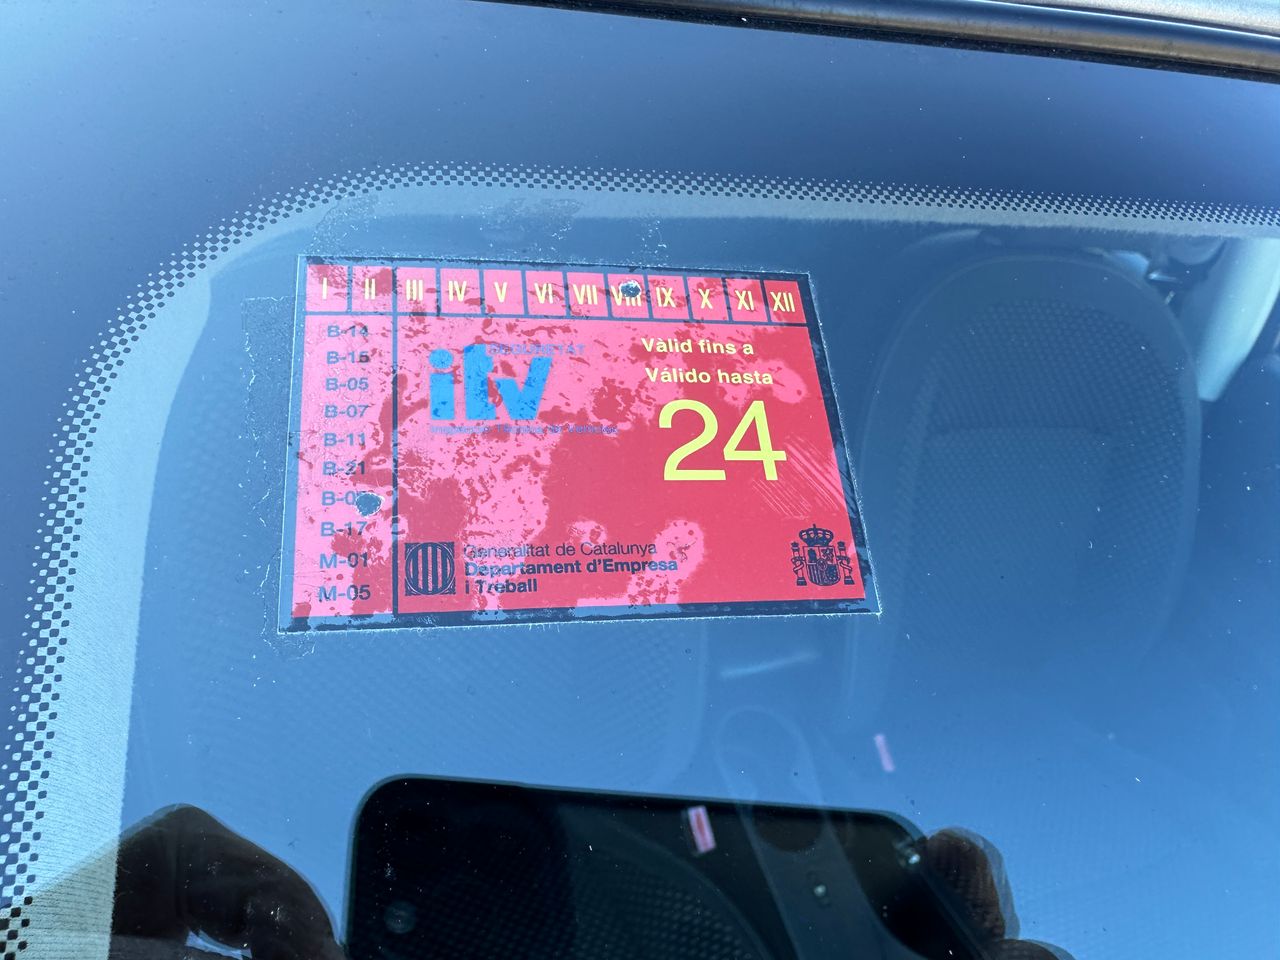 I II III IV V VI VII VIII IX X XI XII
B-14
B-15
B-05
B-07
B-11
B-21
B-17
M-01
M-05
SEGURETAT
itv
Vàlid fins a
Válido hasta
24
Generalitat de Catalunya
Departament d'Empresa
i Treball